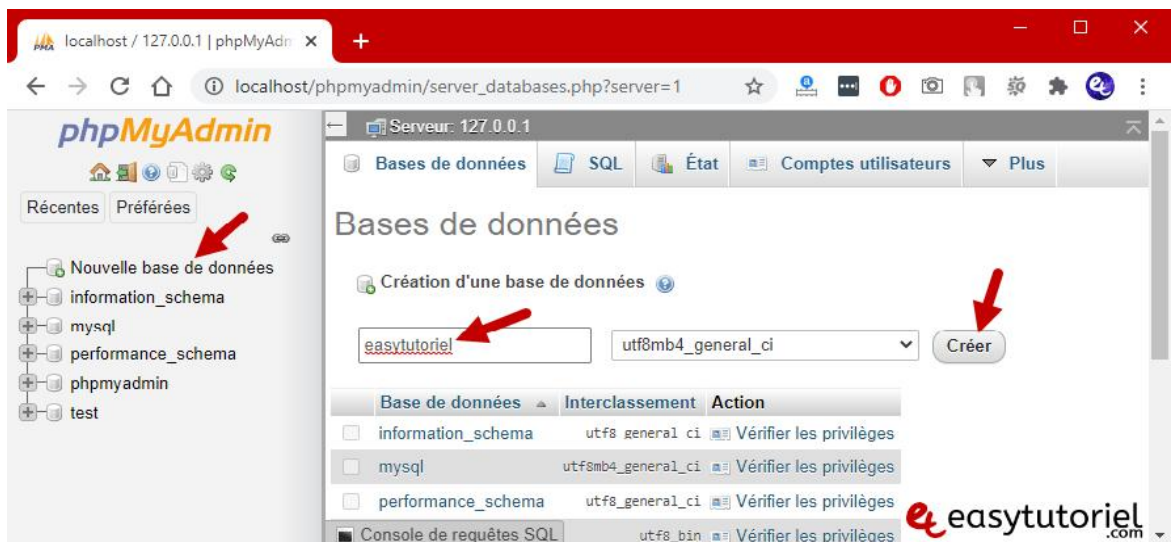 PMA localhost / 127.0.0.1 | phpMyAdn
localhost/phpmyadmin/server_databases.php?server=1
phpMyAdmin
Récentes Préférées
Nouvelle base de données
information_schema
mysql
performance_schema
phpmyadmin
test
Serveur: 127.0.0.1
Bases de données SQL État Comptes utilisateurs Plus
Bases de données
Création d'une base de données
easytutoriel utf8mb4_general_ci Créer
Base de données Interclassement Action
information_schema utf8_general_ci Vérifier les privilèges
mysql utf8mb4_general_ci Vérifier les privilèges
performance_schema utf8_general_ci Vérifier les privilèges
Console de requêtes SQL utf8_bin Vérifier les privilèges
easytutoriel
.com